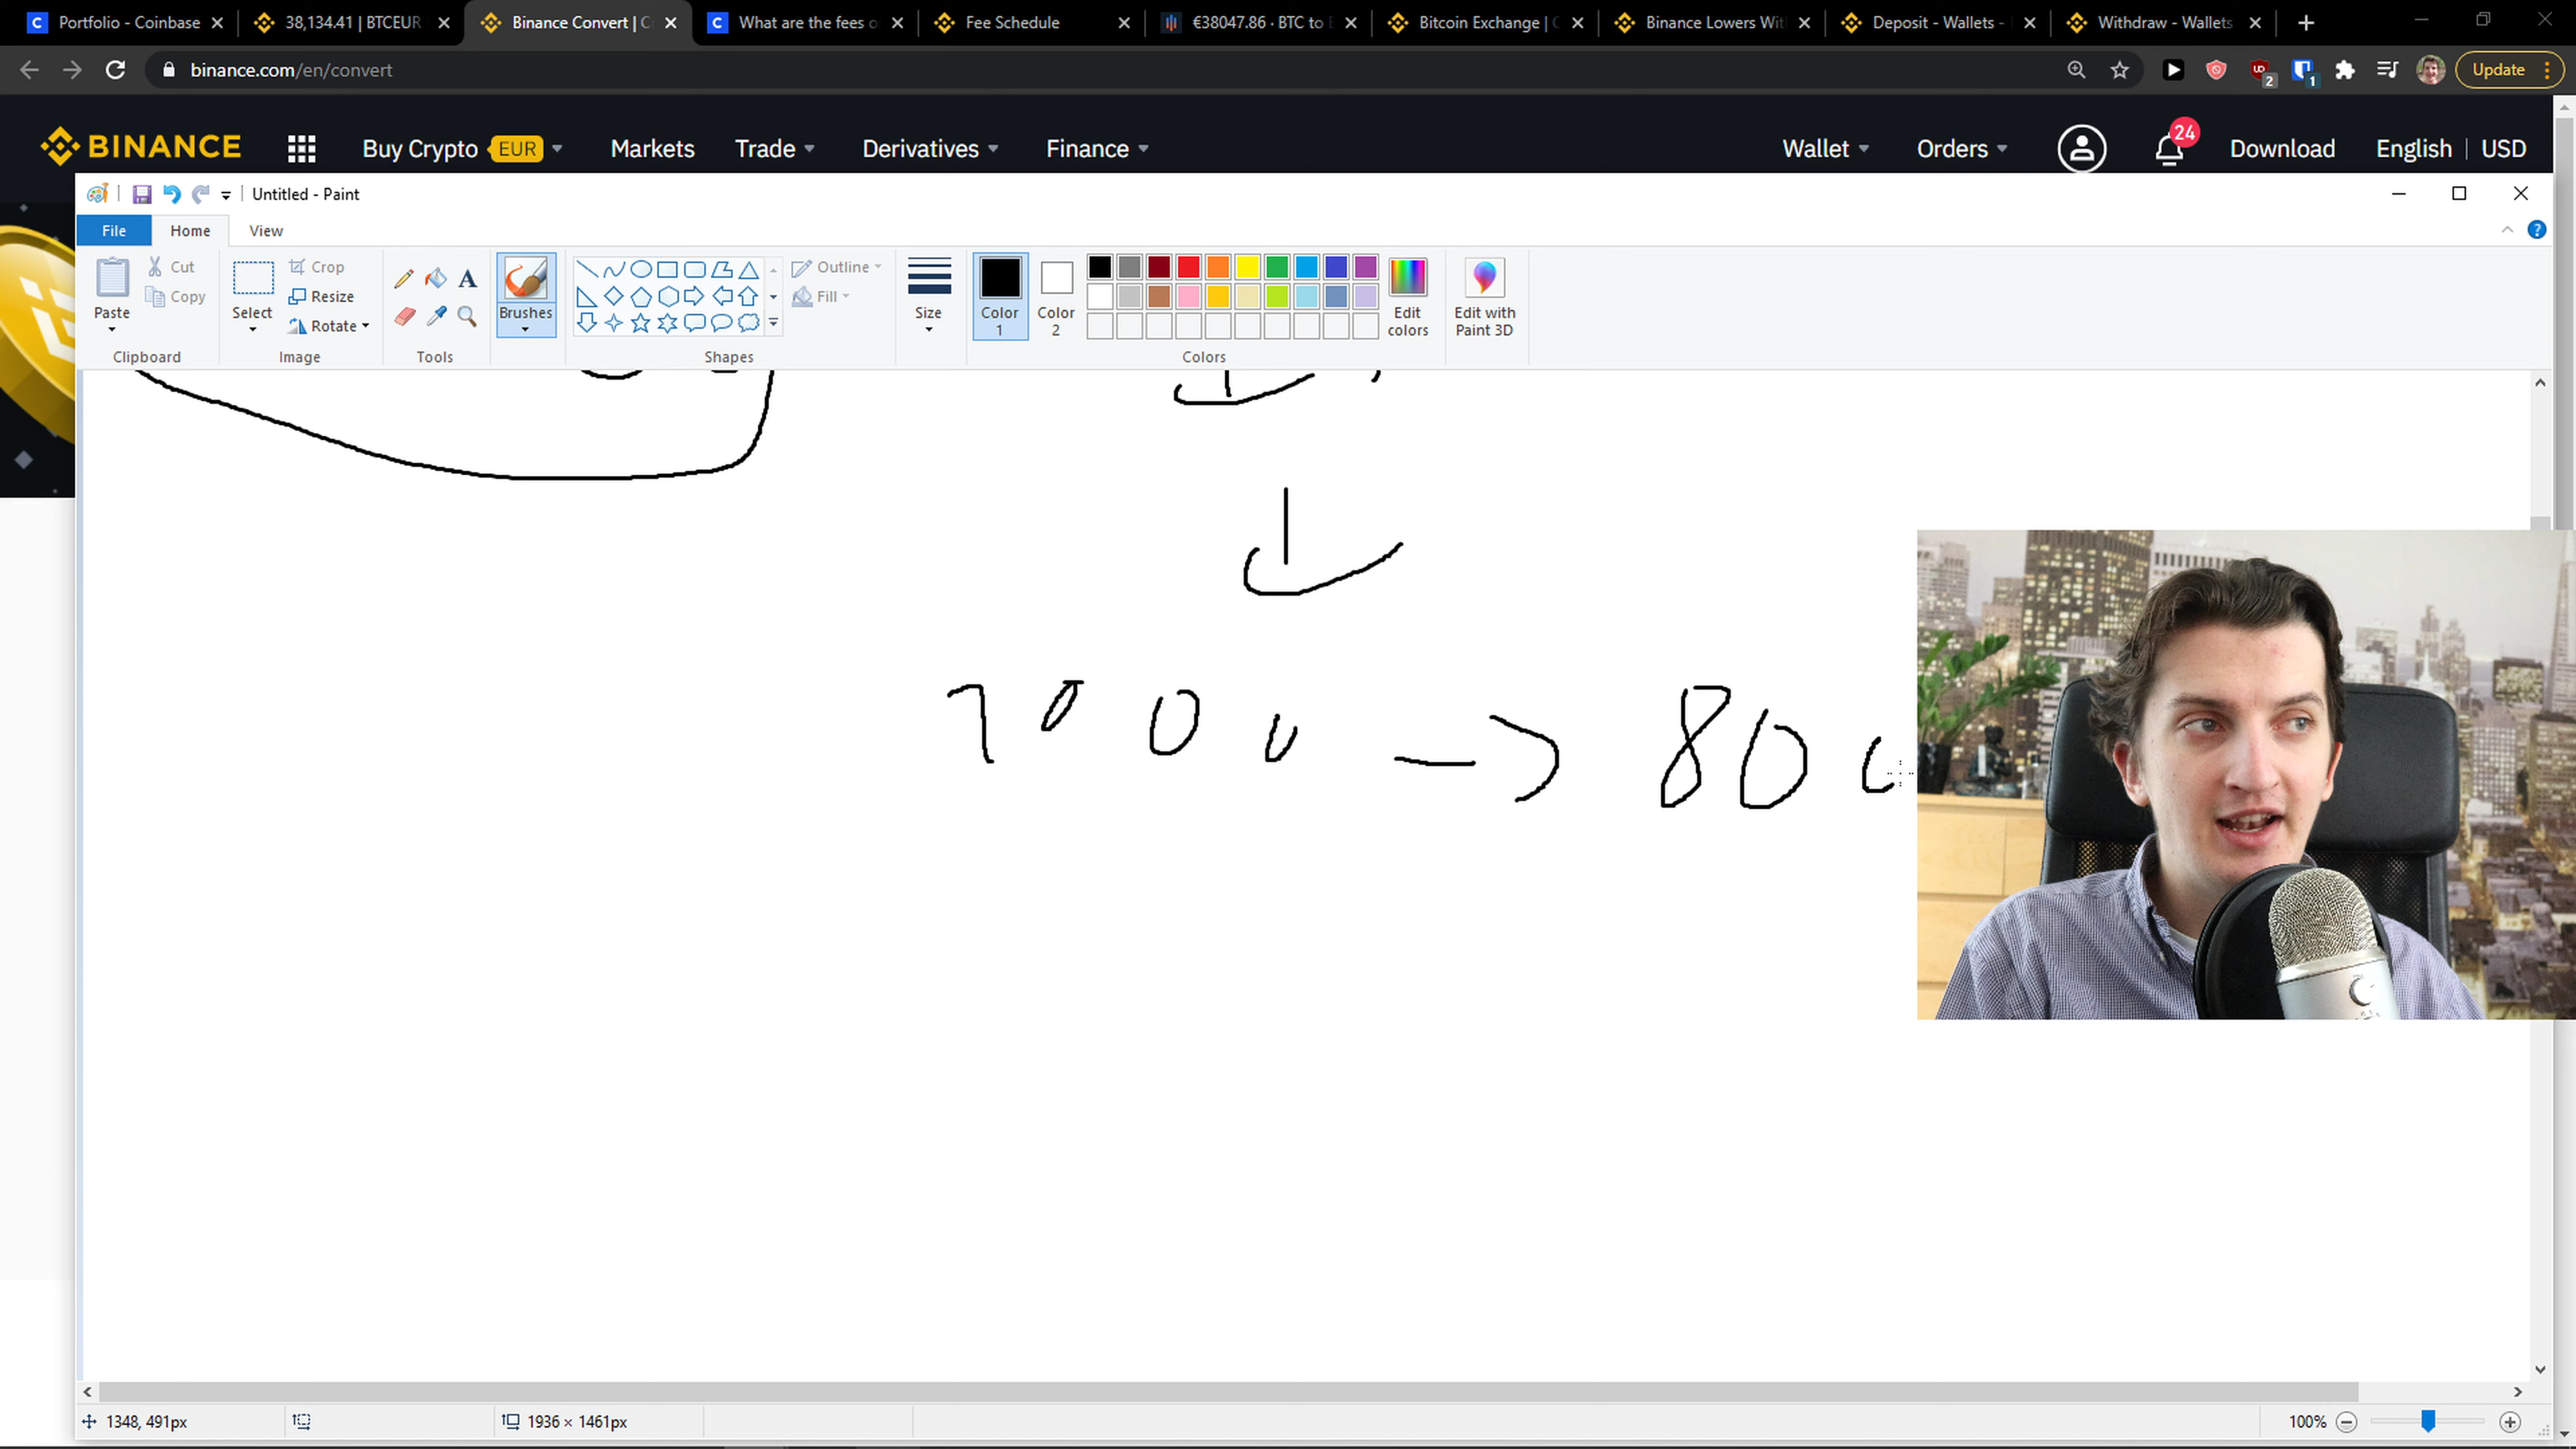 Portfolio - Coinbase
38,134.41 | BTCEUR
Binance Convert | C
What are the fees o
Fee Schedule
€38047.86 · BTC to E
Bitcoin Exchange | C
Binance Lowers Wit
Deposit - Wallets -
Withdraw - Wallets
binance.com/en/convert
2
1
Update
BINANCE
Buy Crypto EUR
Markets
Trade
Derivatives
Finance
Wallet
Orders
24
Download
English | USD
Untitled - Paint
File Home View
Cut
Copy
Paste
Clipboard
Crop
Resize
Rotate
Select
Image
A
Tools
Brushes
Outline
Fill
Shapes
Size
Color 1
Color 2
Edit colors
Colors
Edit with Paint 3D
1000 -> 800
1348, 491px
1936 × 1461px
100%